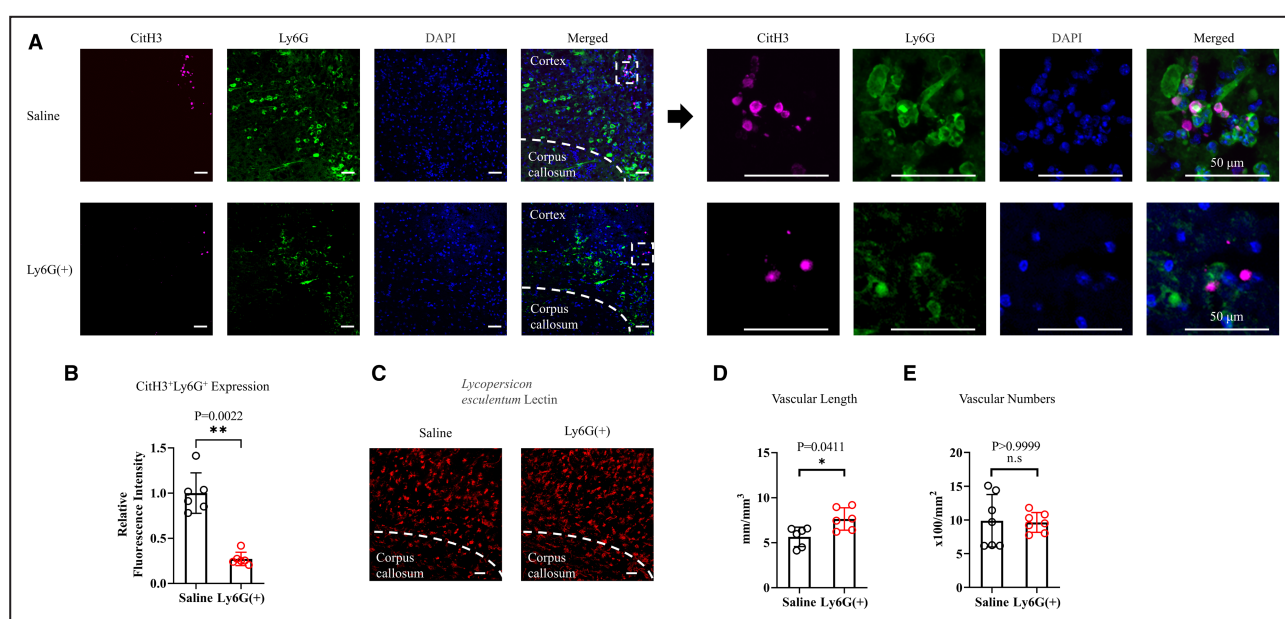 A
CitH3 Ly6G DAPI Merged CitH3 Ly6G DAPI Merged
Saline
Cortex
Corpus
callosum
50 μm
Ly6G(+)
Cortex
Corpus
callosum
50 μm
B
CitH3⁺Ly6G⁺ Expression
P=0.0022
**
Relative
Fluorescence Intensity
1.5
1.0
0.5
0.0
Saline Ly6G(+)
C
Lycopersicon
esculentum Lectin
Saline Ly6G(+)
Corpus
callosum
Corpus
callosum
D
Vascular Length
P=0.0411
*
mm/mm³
15
10
5
0
Saline Ly6G(+)
E
Vascular Numbers
P>0.9999
n.s
x100/mm²
20
15
10
5
0
Saline Ly6G(+)